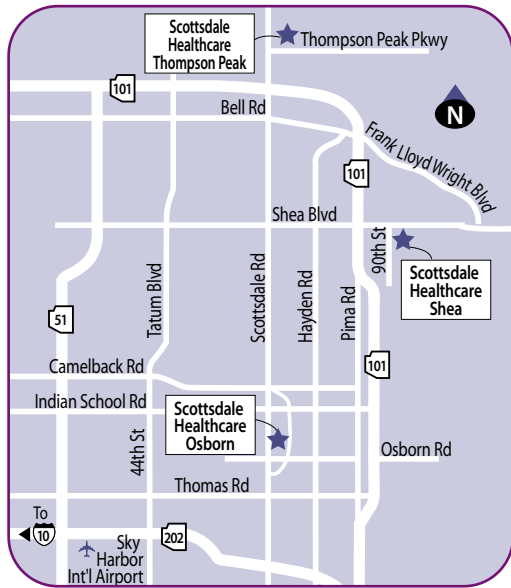 Scottsdale
Healthcare
Thompson Peak
Thompson Peak Pkwy
101
Bell Rd
N
Frank Lloyd Wright Blvd
101
Shea Blvd
90th St
Scottsdale
Healthcare
Shea
Tatum Blvd
Scottsdale Rd
Hayden Rd
Pima Rd
51
101
Camelback Rd
Indian School Rd
Scottsdale
Healthcare
Osborn
44th St
Osborn Rd
Thomas Rd
To
10
202
Sky
Harbor
Int'l Airport